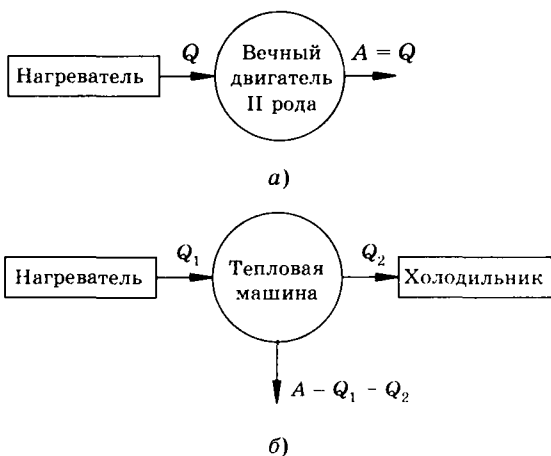 Q
Вечный
A = Q
Нагреватель
двигатель
II рода
а)
Q₁
Q₂
Нагреватель
Тепловая
Холодильник
машина
A – Q₁ - Q₂
б)